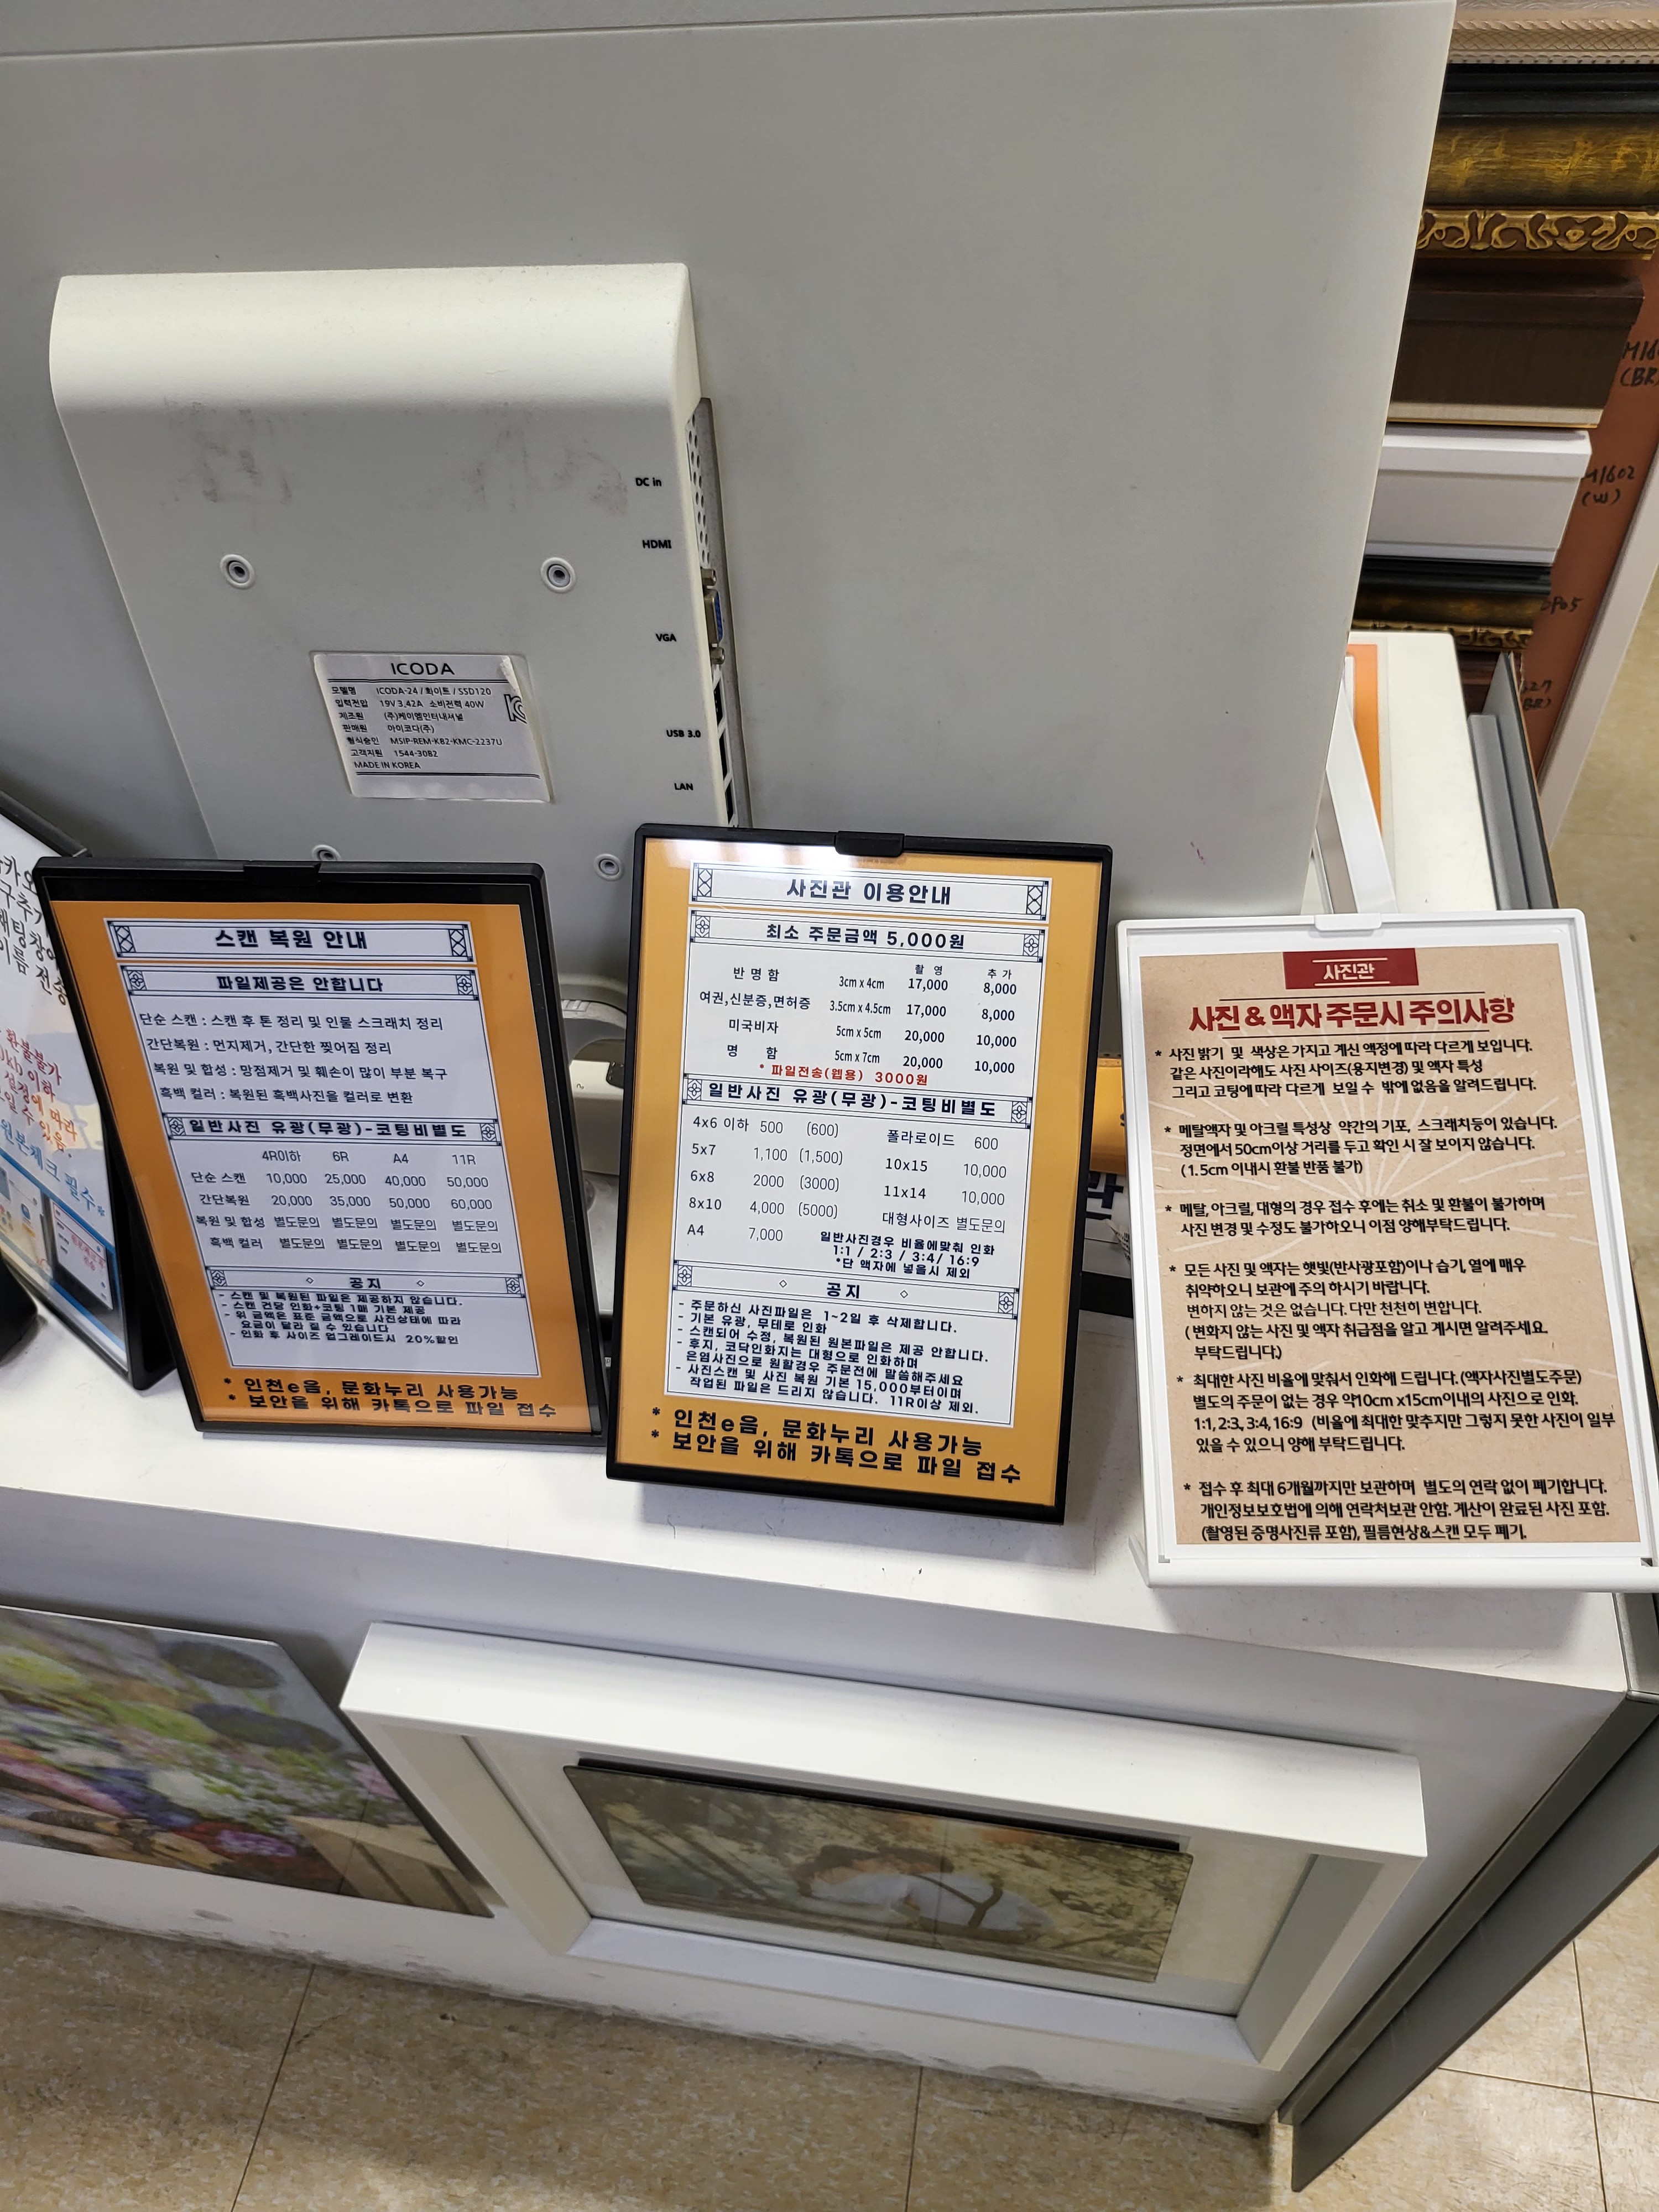 DC in
HDMI
VGA
USB 3.0
LAN
ICODA
모델명 ICODA-24 / 화이트 / SSD120
입력전압 19V 3.42A 소비전력 40W
제조원 (주)케이엠인터내셔널
판매원 아이코다(주)
형식승인 MSIP-REM-K82-KMC-2237U
고객지원 1544-3082
MADE IN KOREA
(BR)
H1602
(W)
DP05
스캔 복원 안내
파일제공은 안합니다
단순 스캔 : 스캔 후 톤 정리 및 인물 스크래치 정리
간단복원 : 먼지제거, 간단한 찢어짐 정리
복원 및 합성 : 망점제거 및 훼손이 많이 부분 복구
흑백 컬러 : 복원된 흑백사진을 컬러로 변환
일반사진 유광(무광)-코팅비별도
4R이하 6R A4 11R
단순 스캔 10,000 25,000 40,000 50,000
간단복원 20,000 35,000 50,000 60,000
복원 및 합성 별도문의 별도문의 별도문의 별도문의
흑백 컬러 별도문의 별도문의 별도문의 별도문의
공지
- 스캔 및 복원된 파일은 제공하지 않습니다.
- 스캔 건당 인화+코팅 1매 기본 제공
- 위 금액은 표준 금액으로 사진상태에 따라
요금이 달라 질 수 있습니다
- 인화 후 사이즈 업그레이드시 20%할인
* 인천e음, 문화누리 사용가능
* 보안을 위해 카톡으로 파일 접수
사진관 이용안내
최소 주문금액 5,000원
촬 영 추 가
반 명 함 3cm x 4cm 17,000 8,000
여권,신분증,면허증 3.5cm x 4.5cm 17,000 8,000
미국비자 5cm x 5cm 20,000 10,000
명 함 5cm x 7cm 20,000 10,000
* 파일전송(웹용) 3000원
일반사진 유광(무광)-코팅비별도
4x6 이하 500 (600) 폴라로이드 600
5x7 1,100 (1,500) 10x15 10,000
6x8 2000 (3000) 11x14 10,000
8x10 4,000 (5000) 대형사이즈 별도문의
A4 7,000 일반사진경우 비율에맞춰 인화
1:1 / 2:3 / 3:4/ 16:9
*단 액자에 넣을시 제외
공지
- 주문하신 사진파일은 1~2일 후 삭제합니다.
- 기본 유광, 무테로 인화
- 스캔되어 수정, 복원된 원본파일은 제공 안합니다.
- 후지, 코닥인화지는 대형으로 인화하며
은염사진으로 원할경우 주문전에 말씀해주세요
- 사진스캔 및 사진 복원 기본 15,000부터이며
작업된 파일은 드리지 않습니다. 11R이상 제외.
* 인천e음, 문화누리 사용가능
* 보안을 위해 카톡으로 파일 접수
사진관
사진 & 액자 주문시 주의사항
* 사진 밝기 및 색상은 가지고 계신 액정에 따라 다르게 보입니다.
같은 사진이라해도 사진 사이즈(용지변경) 및 액자 특성
그리고 코팅에 따라 다르게 보일 수 밖에 없음을 알려드립니다.
* 메탈액자 및 아크릴 특성상 약간의 기포, 스크래치등이 있습니다.
정면에서 50cm이상 거리를 두고 확인 시 잘 보이지 않습니다.
(1.5cm 이내시 환불 반품 불가)
* 메탈, 아크릴, 대형의 경우 접수 후에는 취소 및 환불이 불가하며
사진 변경 및 수정도 불가하오니 이점 양해부탁드립니다.
* 모든 사진 및 액자는 햇빛(반사광포함)이나 습기, 열에 매우
취약하오니 보관에 주의 하시기 바랍니다.
변하지 않는 것은 없습니다. 다만 천천히 변합니다.
(변화지 않는 사진 및 액자 취급점을 알고 계시면 알려주세요.
부탁드립니다.)
* 최대한 사진 비율에 맞춰서 인화해 드립니다.(액자사진별도주문)
별도의 주문이 없는 경우 약10cm x15cm이내의 사진으로 인화.
1:1, 2:3, 3:4, 16:9 (비율에 최대한 맞추지만 그렇지 못한 사진이 일부
있을 수 있으니 양해 부탁드립니다.
* 접수 후 최대 6개월까지만 보관하며 별도의 연락 없이 폐기합니다.
개인정보보호법에 의해 연락처보관 안함. 계산이 완료된 사진 포함.
(촬영된 증명사진류 포함), 필름현상&스캔 모두 폐기.